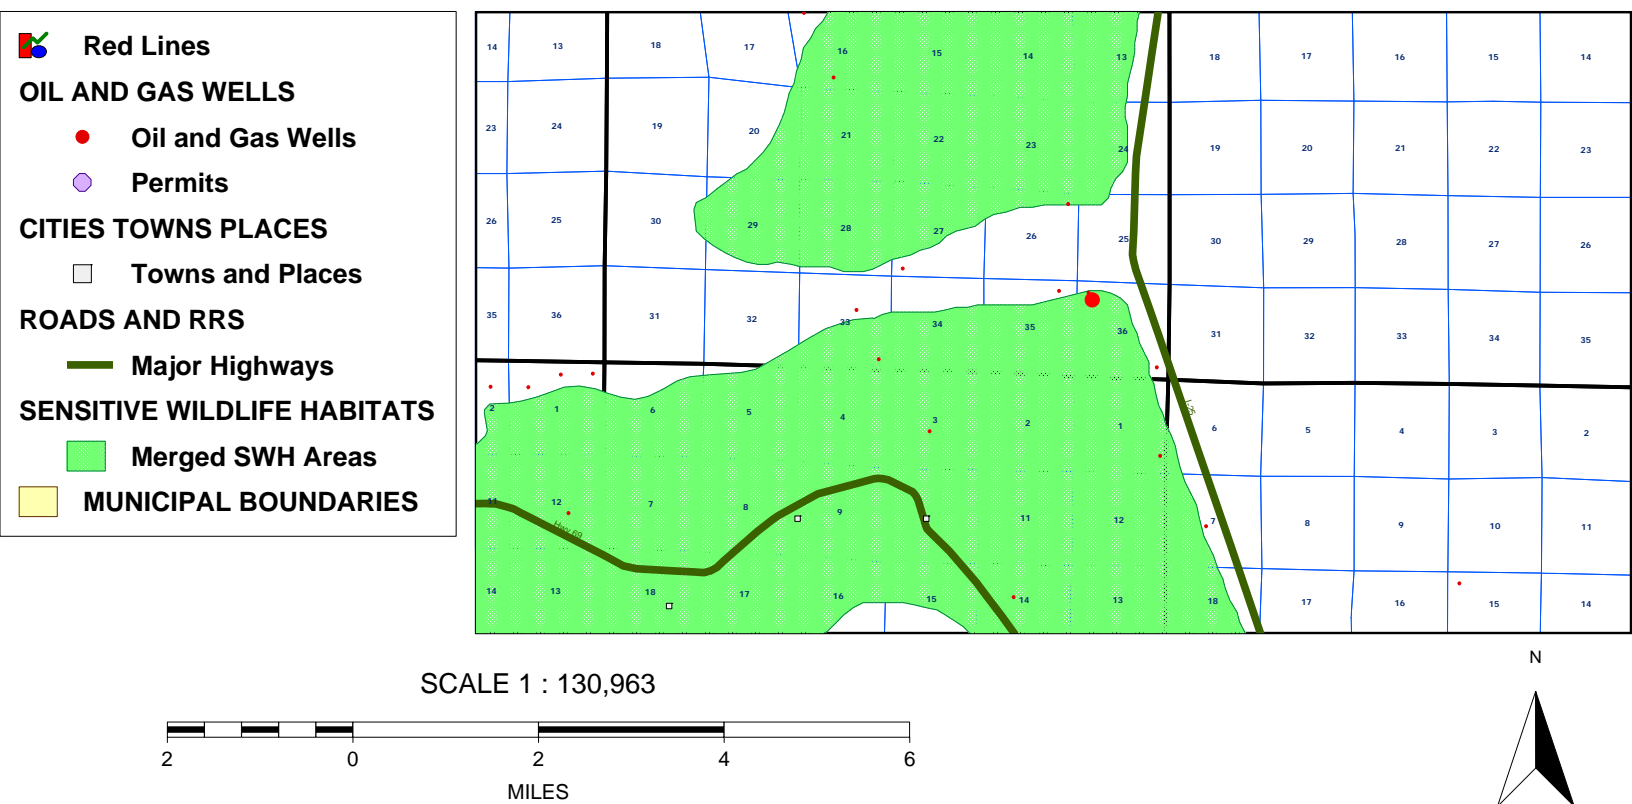 Red Lines
OIL AND GAS WELLS
Oil and Gas Wells
Permits
CITIES TOWNS PLACES
Towns and Places
ROADS AND RRS
Major Highways
SENSITIVE WILDLIFE HABITATS
Merged SWH Areas
MUNICIPAL BOUNDARIES
14 13 18 17 16 15 14 13 18 17 16 15 14
23 24 19 20 21 22 23 24 19 20 21 22 23
26 25 30 29 28 27 26 25 30 29 28 27 26
35 36 31 32 33 34 35 36 31 32 33 34 35
2 1 6 5 4 3 2 1 6 5 4 3 2
I-25
11 12 7 8 9 11 12 7 8 9 10 11
Hwy 69
14 13 18 17 16 15 14 13 18 17 16 15 14
SCALE 1 : 130,963
2 0 2 4 6
MILES
N